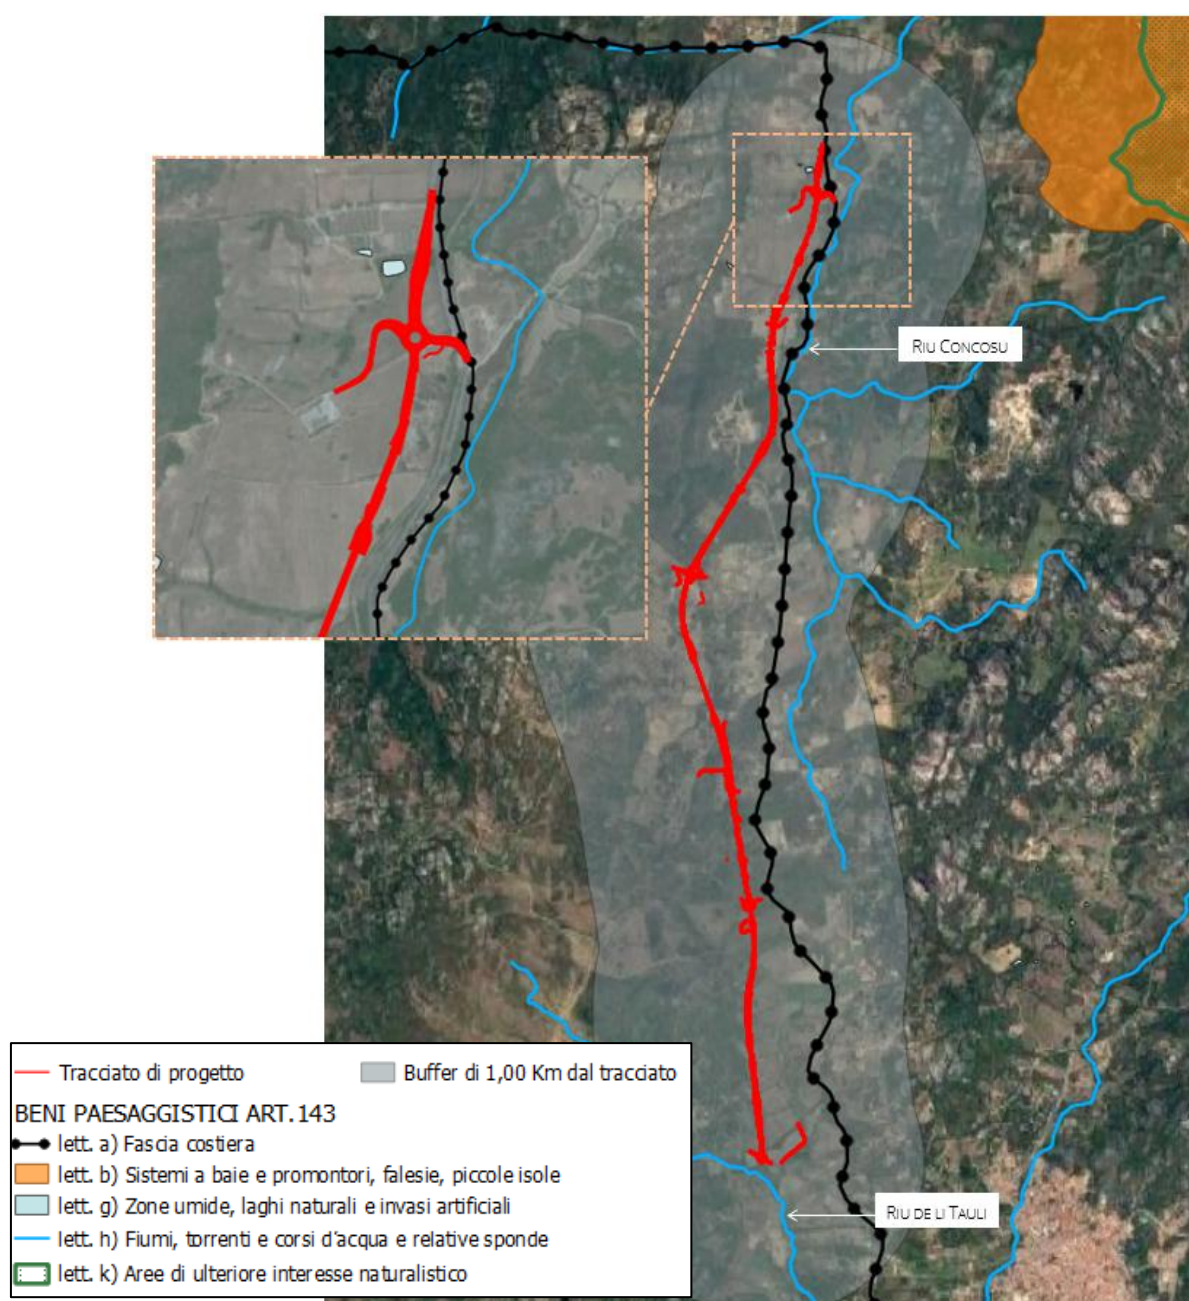 RIU CONCOSU
Tracciato di progetto
Buffer di 1,00 Km dal tracciato
BENI PAESAGGISTICI ART.143
lett. a) Fascia costiera
lett. b) Sistemi a baie e promontori, falesie, piccole isole
lett. g) Zone umide, laghi naturali e invasi artificiali
lett. h) Fiumi, torrenti e corsi d'acqua e relative sponde
lett. k) Aree di ulteriore interesse naturalistico
RIU DE LI TAULI